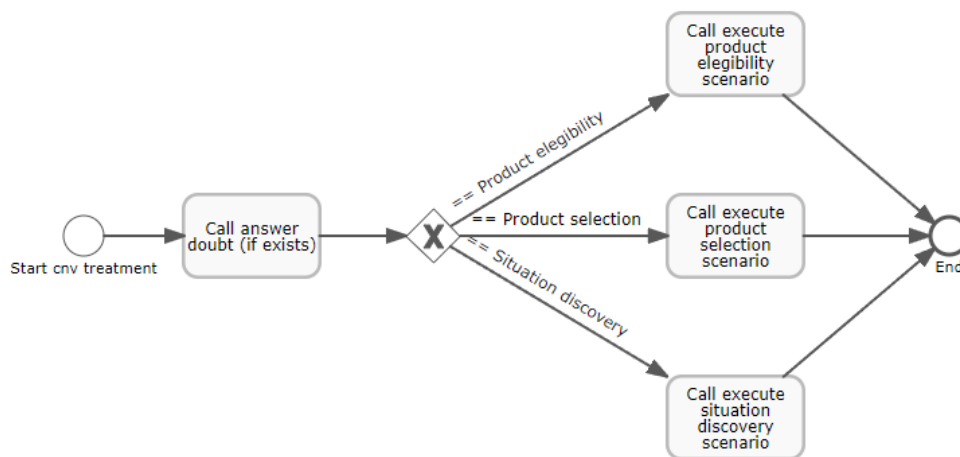 Start cnv treatment
Call answer
doubt (if exists)
X
== Product elegibility
== Product selection
== Situation discovery
Call execute
product
elegibility
scenario
Call execute
product
selection
scenario
Call execute
situation
discovery
scenario
End